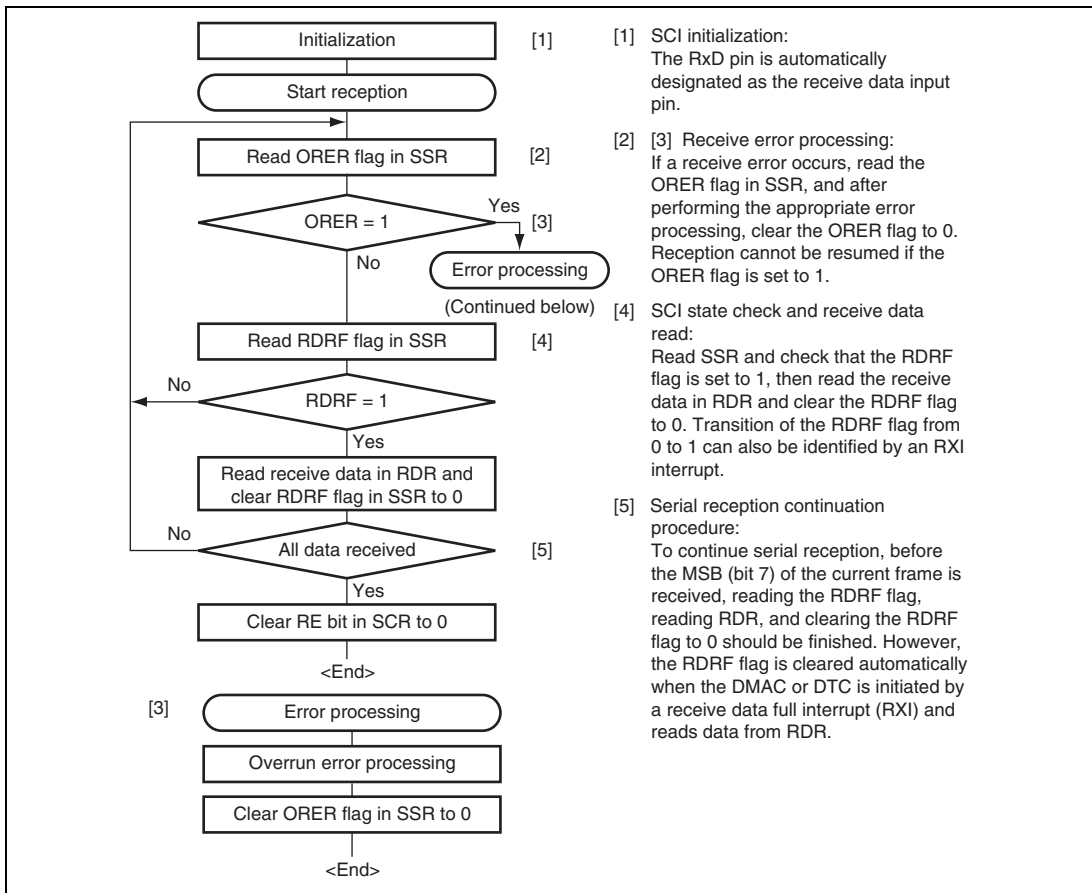 Initialization [1]
Start reception
Read ORER flag in SSR [2]
ORER = 1
Yes
[3]
No
Error processing
(Continued below)
Read RDRF flag in SSR [4]
No
RDRF = 1
Yes
Read receive data in RDR and
clear RDRF flag in SSR to 0
No
All data received [5]
Yes
Clear RE bit in SCR to 0
<End>
[3] Error processing
Overrun error processing
Clear ORER flag in SSR to 0
<End>
[1] SCI initialization:
The RxD pin is automatically
designated as the receive data input
pin.
[2] [3] Receive error processing:
If a receive error occurs, read the
ORER flag in SSR, and after
performing the appropriate error
processing, clear the ORER flag to 0.
Reception cannot be resumed if the
ORER flag is set to 1.
[4] SCI state check and receive data
read:
Read SSR and check that the RDRF
flag is set to 1, then read the receive
data in RDR and clear the RDRF flag
to 0. Transition of the RDRF flag from
0 to 1 can also be identified by an RXI
interrupt.
[5] Serial reception continuation
procedure:
To continue serial reception, before
the MSB (bit 7) of the current frame is
received, reading the RDRF flag,
reading RDR, and clearing the RDRF
flag to 0 should be finished. However,
the RDRF flag is cleared automatically
when the DMAC or DTC is initiated by
a receive data full interrupt (RXI) and
reads data from RDR.